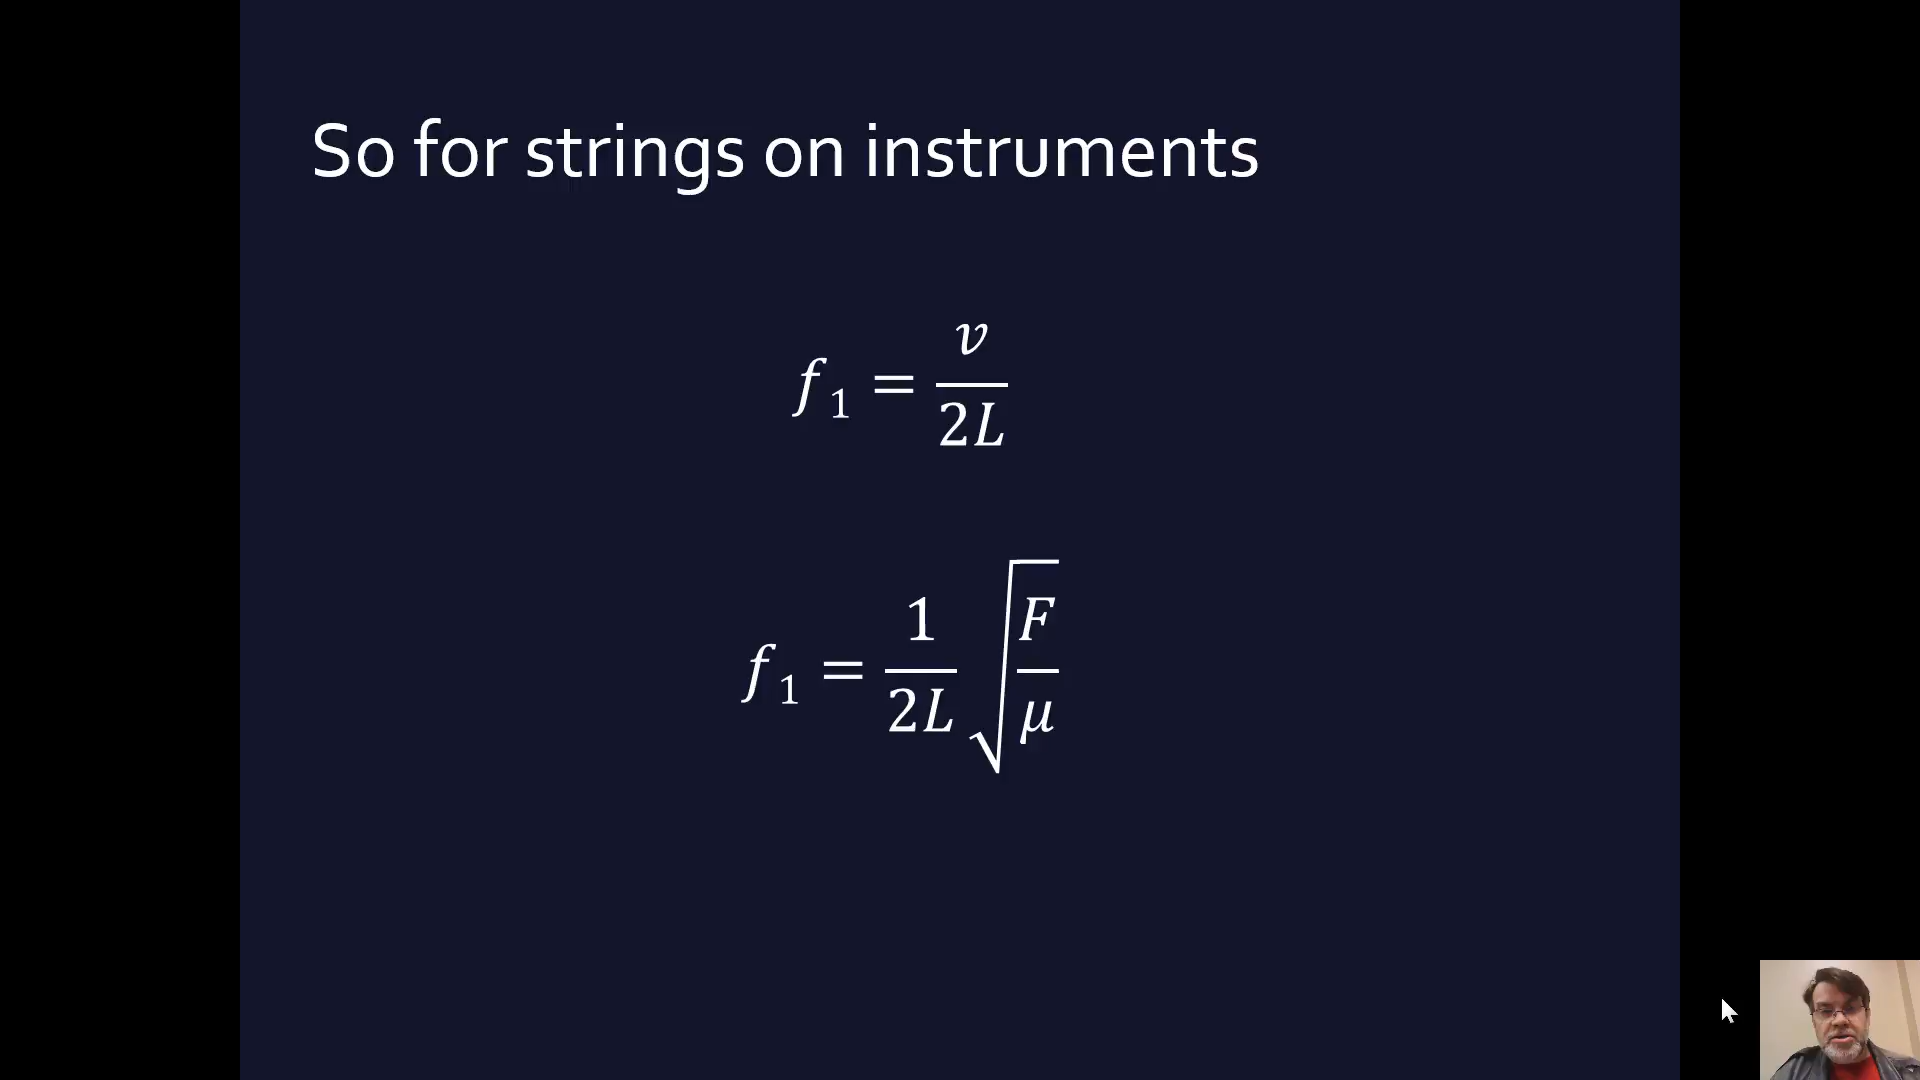 So for strings on instruments
f₁ = v/2L
f₁ = 1/2L √(F/μ)